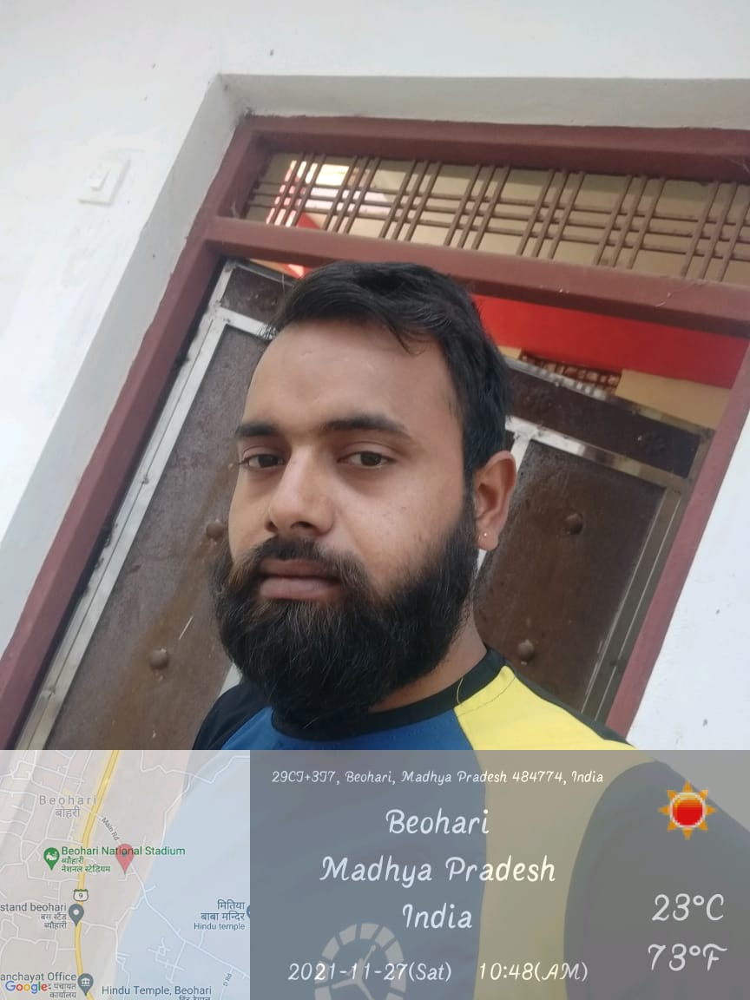 29CJ+3J7, Beohari, Madhya Pradesh 484774, India
Beohari
Madhya Pradesh
India
2021-11-27(Sat) 10:48(AM)
23°C
73°F
Beohari
बोहरी
Main Rd
Beohari National Stadium
ब्यौहारी
नेशनल स्टेडियम
9
stand beohari
बस स्टैंड
ब्यौहारी
मितिया
बाबा मन्दिर
Hindu temple
anchayat Office
पंचायत
कार्यालय
Google
Hindu Temple, Beohari